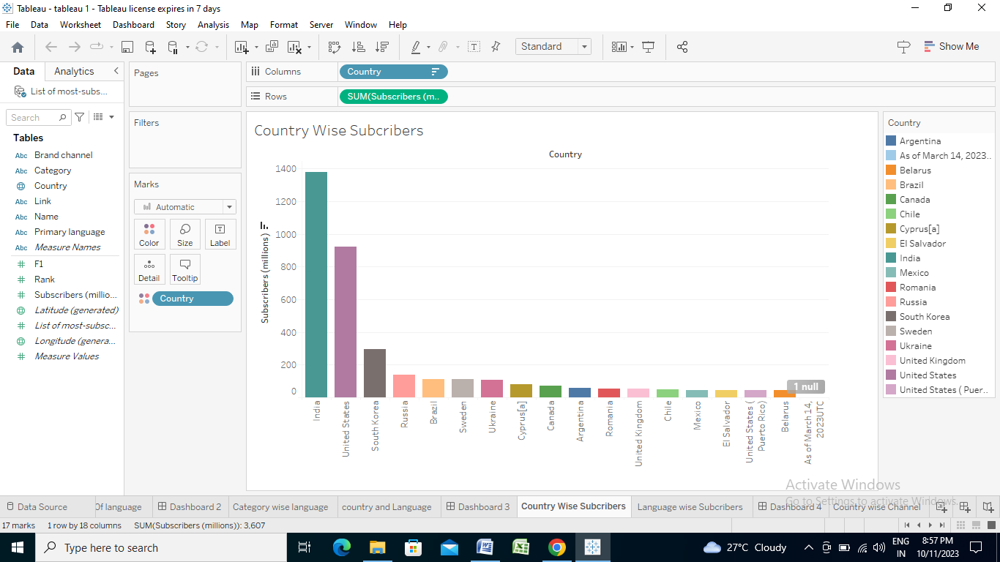 Tableau - tableau 1 - Tableau license expires in 7 days
File Data Worksheet Dashboard Story Analysis Map Format Server Window Help
Standard
Show Me
Data Analytics
List of most-subs...
Search
Tables
Abc Brand channel
Abc Category
Country
Abc Link
Abc Name
Abc Primary language
Abc Measure Names
F1
Rank
Subscribers (millio...
Latitude (generated)
List of most-subsc...
Longitude (genera...
Measure Values
Pages
Filters
Marks
Automatic
Color Size Label
Detail Tooltip
Country
Columns Country
Rows SUM(Subscribers (m..
Country Wise Subcribers
Country
Subscribers (millions)
1400
1200
1000
800
600
400
200
0
1 null
India
United States
South Korea
Russia
Brazil
Sweden
Ukraine
Cyprus[a]
Canada
Argentina
Romania
United Kingdom
Chile
Mexico
El Salvador
United States (
Puerto Rico)
Belarus
As of March 14,
2023UTC
Country
Argentina
As of March 14, 2023..
Belarus
Brazil
Canada
Chile
Cyprus[a]
El Salvador
India
Mexico
Romania
Russia
South Korea
Sweden
Ukraine
United Kingdom
United States
United States ( Puer..
Activate Windows
Go to Settings to activate Windows.
Data Source Of language Dashboard 2 Category wise language country and Language Dashboard 3 Country Wise Subcribers Language wise Subcribers Dashboard 4 Country wise Channel
17 marks 1 row by 18 columns SUM(Subscribers (millions)): 3,607
Type here to search
27°C Cloudy
ENG
IN
8:57 PM
10/11/2023